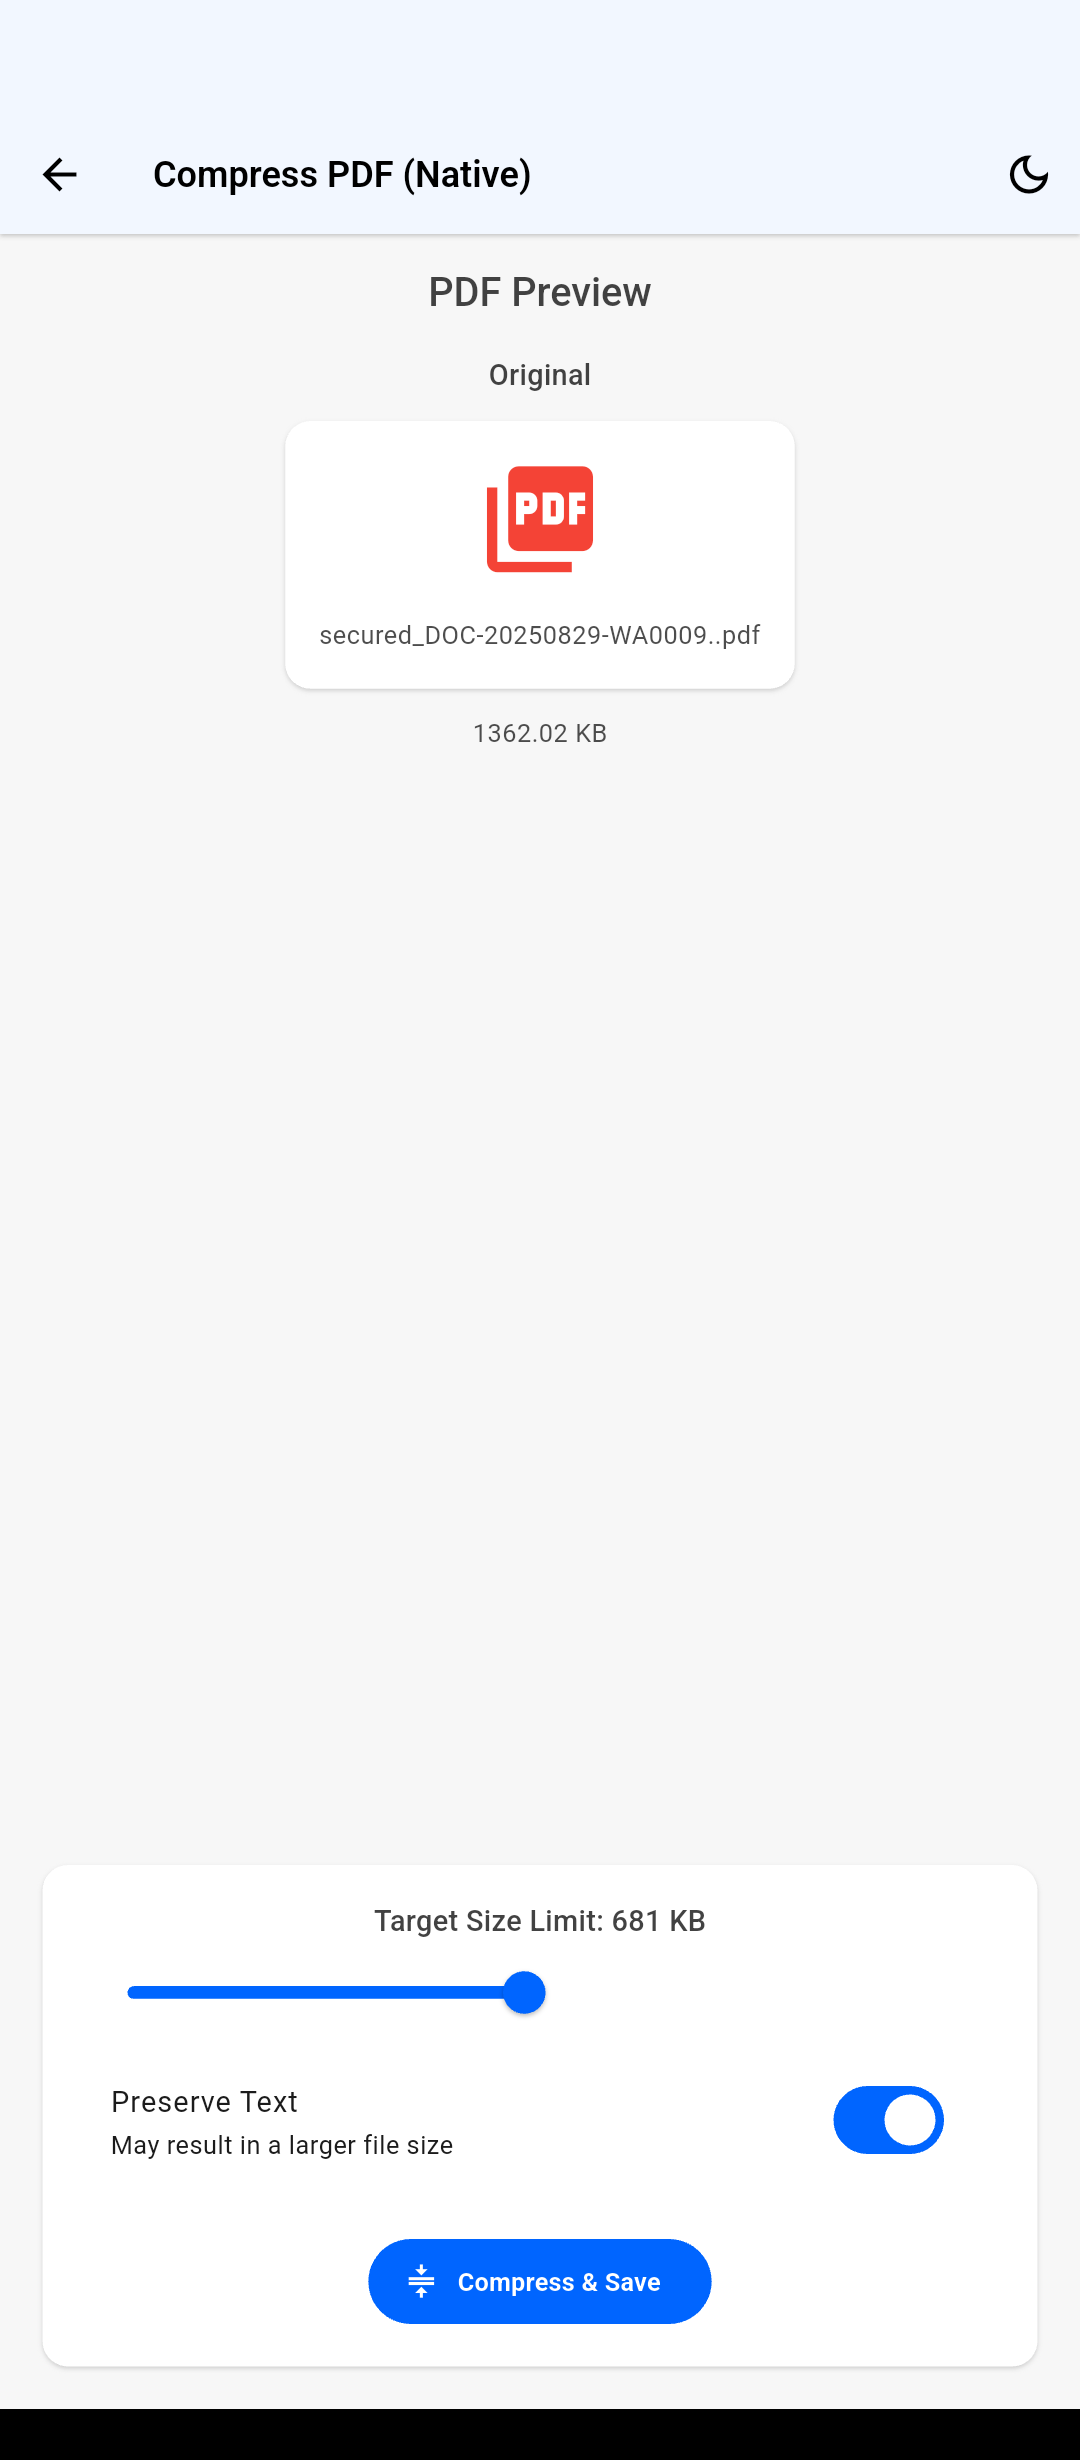 Compress PDF (Native)
PDF Preview
Original
PDF
secured_DOC-20250829-WA0009..pdf
1362.02 KB
Target Size Limit: 681 KB
Preserve Text
May result in a larger file size
Compress & Save